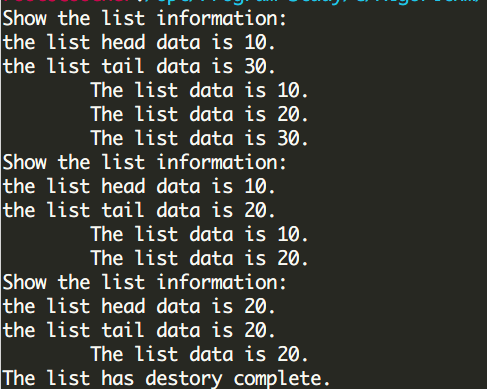 Show the list information:
the list head data is 10.
the list tail data is 30.
The list data is 10.
The list data is 20.
The list data is 30.
Show the list information:
the list head data is 10.
the list tail data is 20.
The list data is 10.
The list data is 20.
Show the list information:
the list head data is 20.
the list tail data is 20.
The list data is 20.
The list has destory complete.